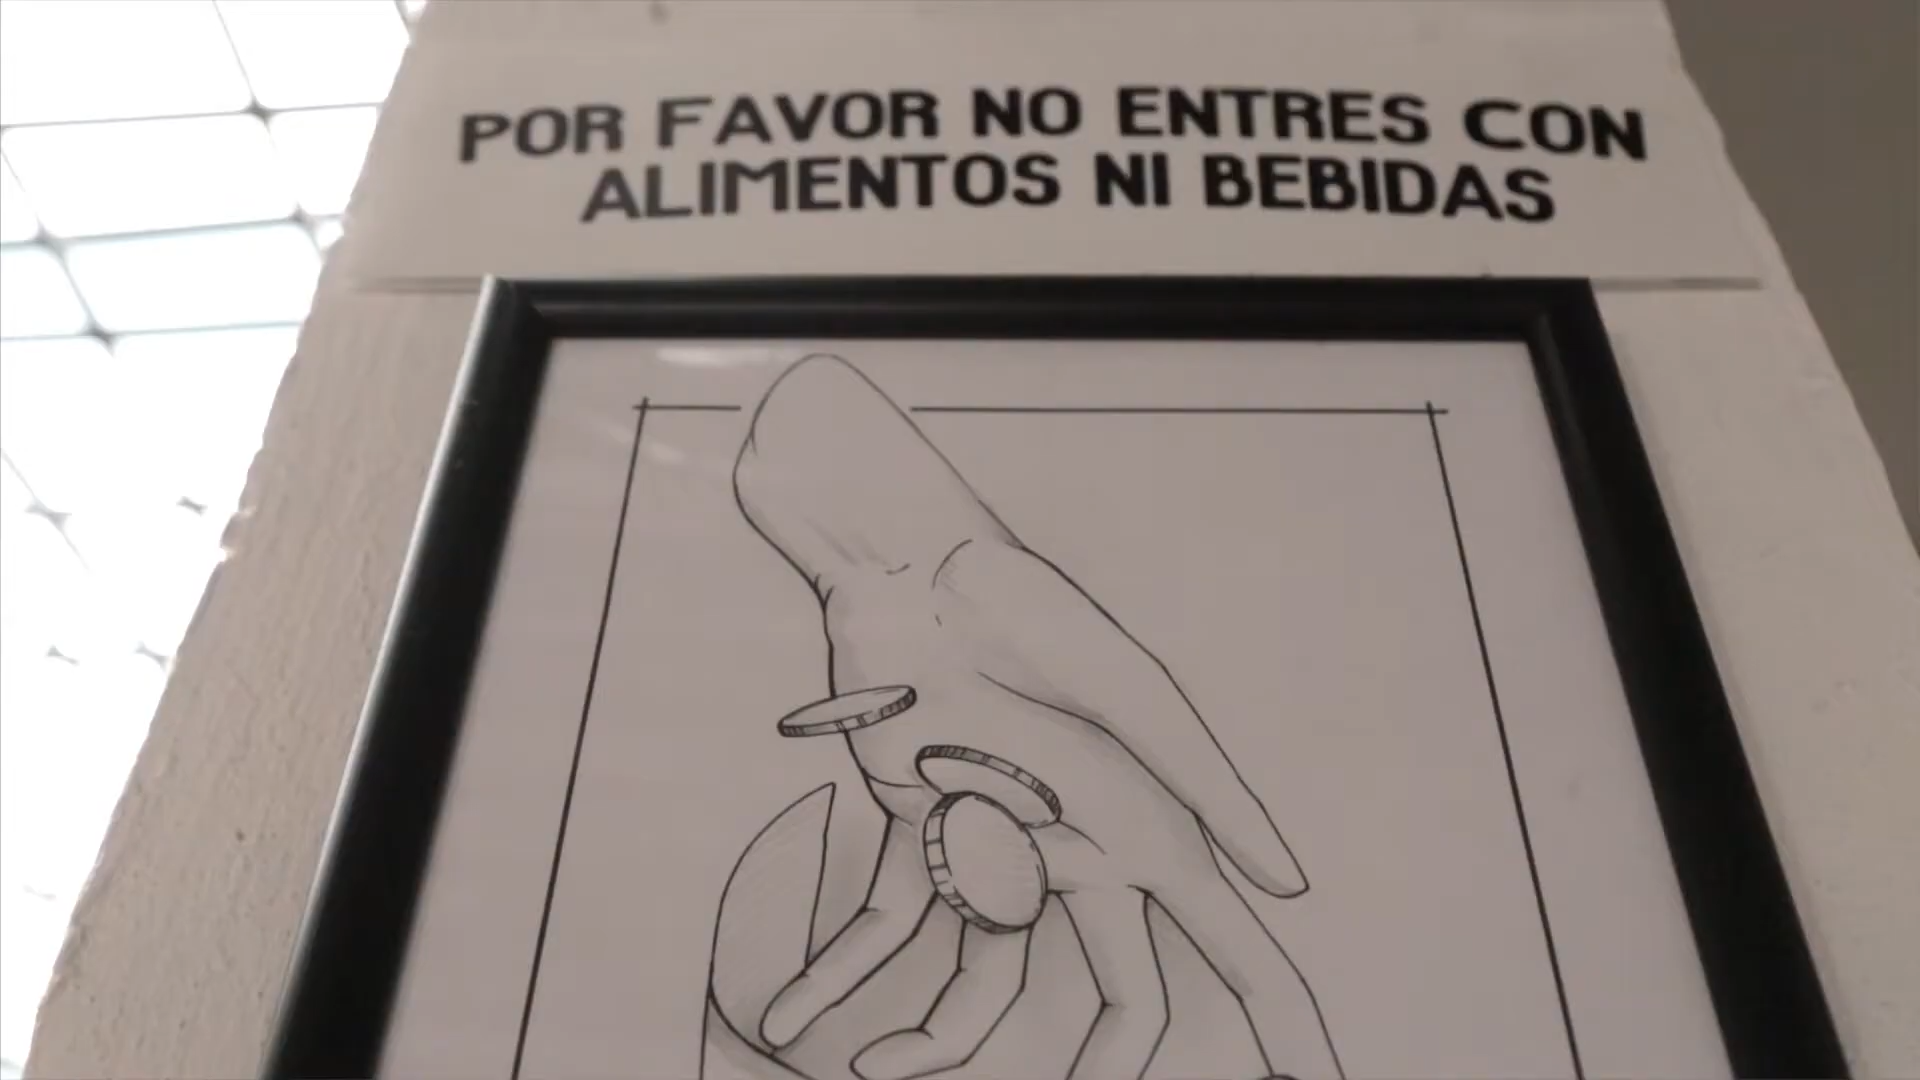 POR FAVOR NO ENTRES CON
ALIMENTOS NI BEBIDAS